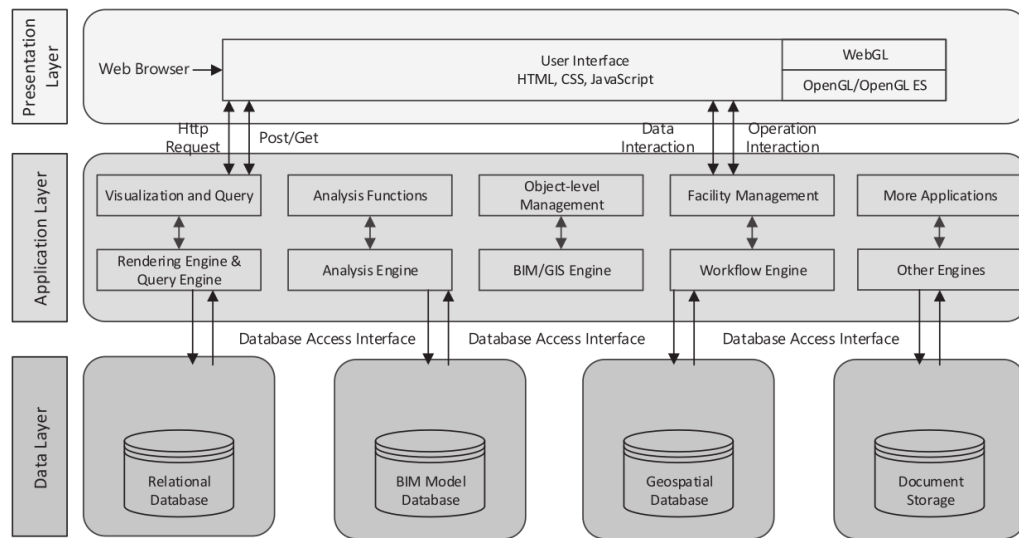 Presentation
Layer
Web Browser
User Interface
HTML, CSS, JavaScript
WebGL
OpenGL/OpenGL ES
Http
Request
Post/Get
Data
Interaction
Operation
Interaction
Application Layer
Visualization and Query
Analysis Functions
Object-level
Management
Facility Management
More Applications
Rendering Engine &
Query Engine
Analysis Engine
BIM/GIS Engine
Workflow Engine
Other Engines
Database Access Interface
Database Access Interface
Database Access Interface
Data Layer
Relational
Database
BIM Model
Database
Geospatial
Database
Document
Storage